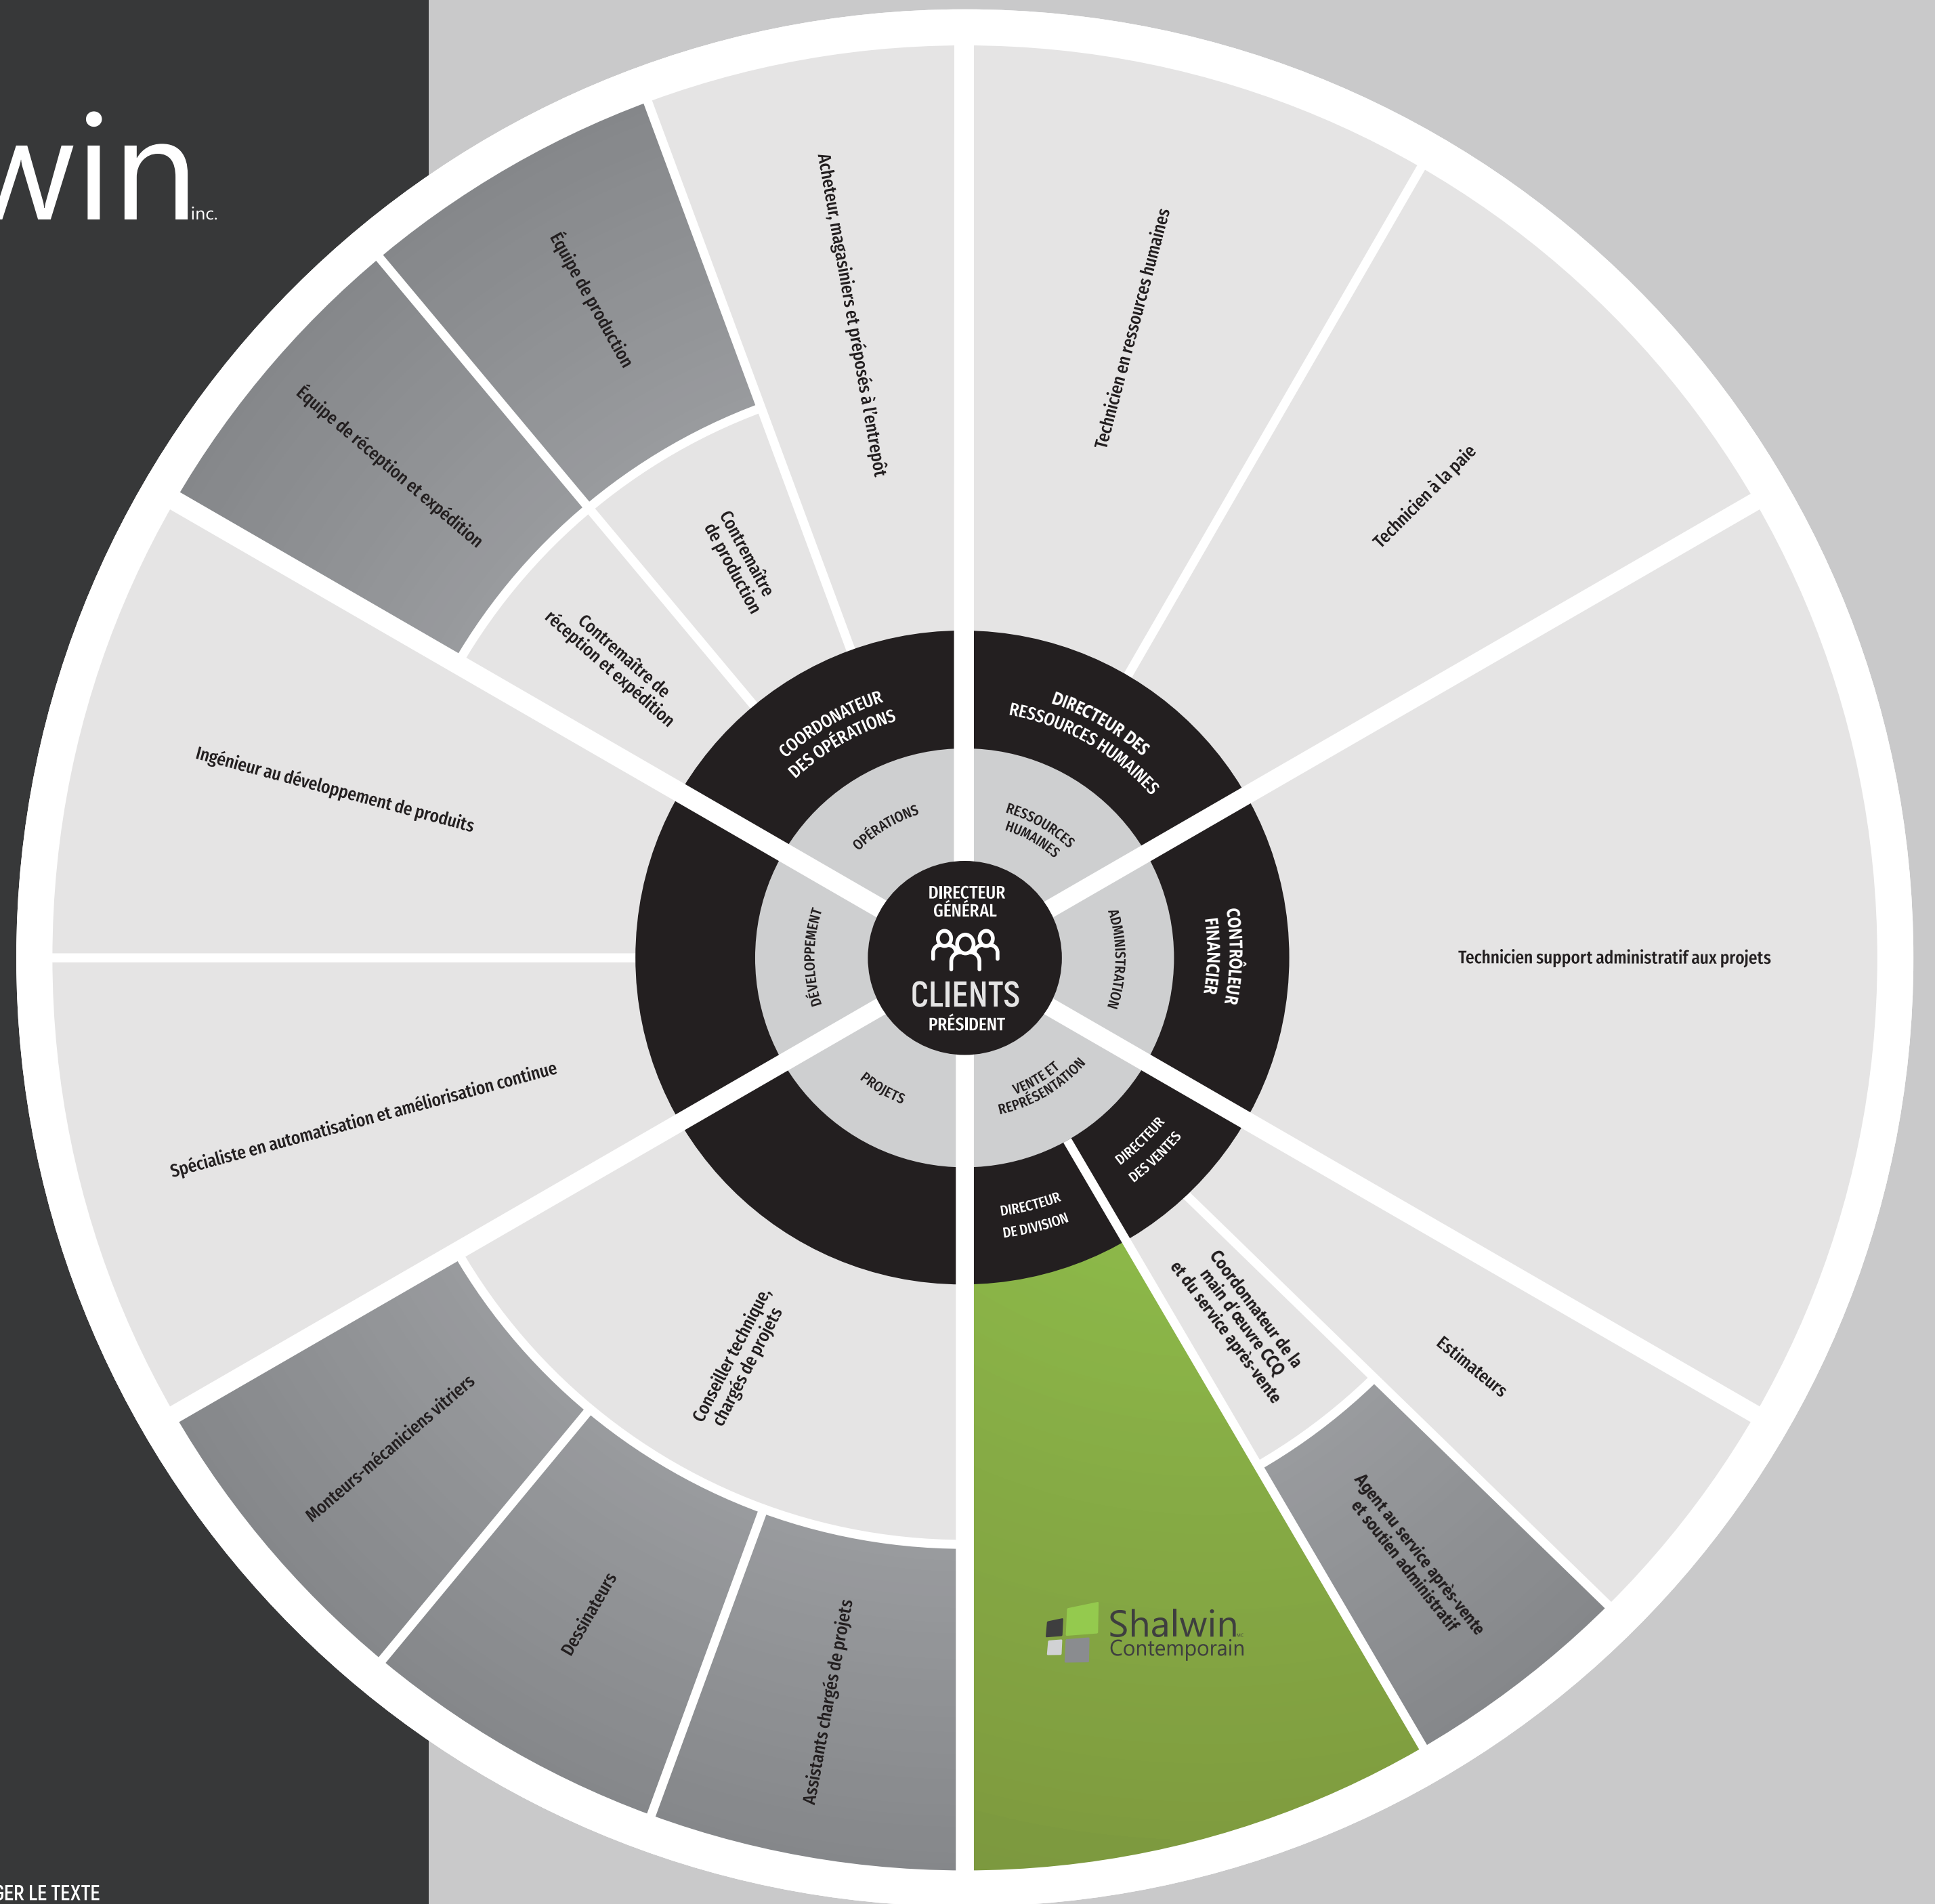 win
inc.
Acheteur, magasiniers et préposés à l'entrepôt
Technicien en ressources humaines
Technicien à la paie
Technicien support administratif aux projets
Estimateurs
Coordonnateur de la
main d'œuvre CCQ
et du service après-vente
Agent au service après-vente
et soutien administratif
Shalwin
Contemporain
Assistants chargés de projets
Dessinateurs
Monteurs-mécaniciens vitriers
Conseiller technique,
chargés de projets
Spécialiste en automatisation et améliorisation continue
Ingénieur au développement de produits
Équipe de réception et expédition
Contremaître de
réception et expédition
Équipe de production
Contremaître
de production
COORDONATEUR
DES OPÉRATIONS
DIRECTEUR DES
RESSOURCES HUMAINES
CONTRÔLEUR
FINANCIER
DIRECTEUR
DES VENTES
DIRECTEUR
DE DIVISION
OPÉRATIONS
RESSOURCES
HUMAINES
ADMINISTRATION
VENTE ET
REPRÉSENTATION
PROJETS
DÉVELOPPEMENT
DIRECTEUR
GÉNÉRAL
CLIENTS
PRÉSIDENT
GER LE TEXTE